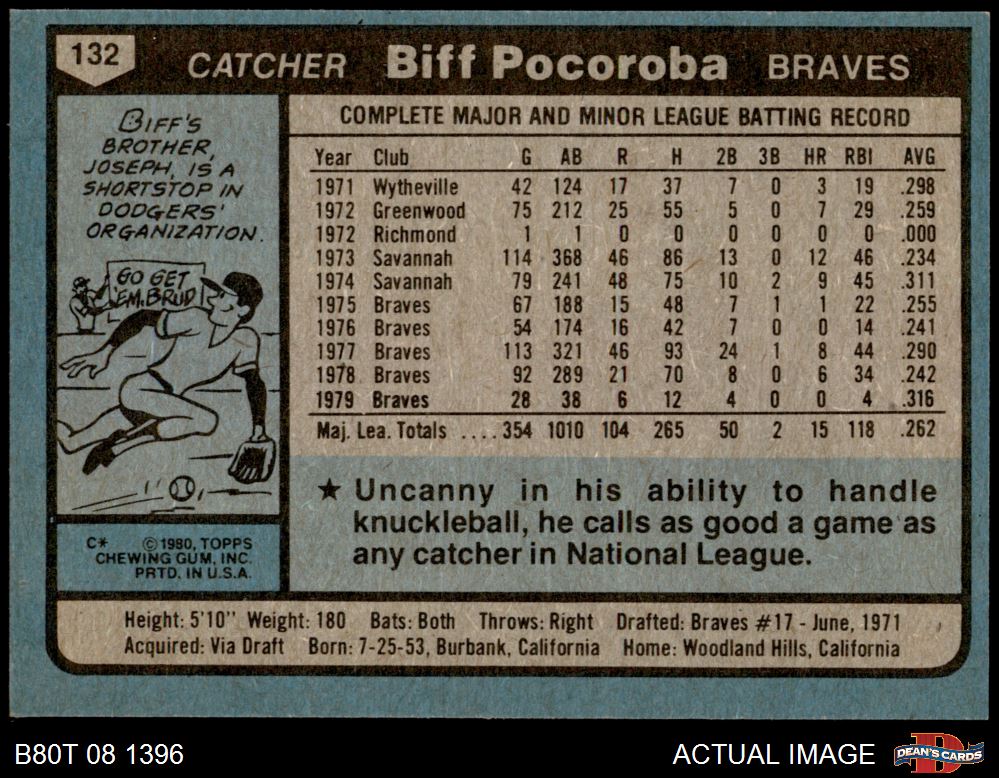 132
CATCHER Biff Pocoroba BRAVES
BIFF'S
BROTHER,
JOSEPH, IS A
SHORTSTOP IN
DODGERS'
ORGANIZATION.
GO GET
'EM, BRUD
C* © 1980, TOPPS
CHEWING GUM, INC.
PRTD. IN U.S.A.
COMPLETE MAJOR AND MINOR LEAGUE BATTING RECORD
Year Club G AB R H 2B 3B HR RBI AVG
1971 Wytheville 42 124 17 37 7 0 3 19 .298
1972 Greenwood 75 212 25 55 5 0 7 29 .259
1972 Richmond 1 1 0 0 0 0 0 0 .000
1973 Savannah 114 368 46 86 13 0 12 46 .234
1974 Savannah 79 241 48 75 10 2 9 45 .311
1975 Braves 67 188 15 48 7 1 1 22 .255
1976 Braves 54 174 16 42 7 0 0 14 .241
1977 Braves 113 321 46 93 24 1 8 44 .290
1978 Braves 92 289 21 70 8 0 6 34 .242
1979 Braves 28 38 6 12 4 0 0 4 .316
Maj. Lea. Totals ....354 1010 104 265 50 2 15 118 .262
★ Uncanny in his ability to handle
knuckleball, he calls as good a game as
any catcher in National League.
Height: 5'10" Weight: 180 Bats: Both Throws: Right Drafted: Braves #17 - June, 1971
Acquired: Via Draft Born: 7-25-53, Burbank, California Home: Woodland Hills, California
B80T 08 1396 ACTUAL IMAGE DEAN'S CARDS